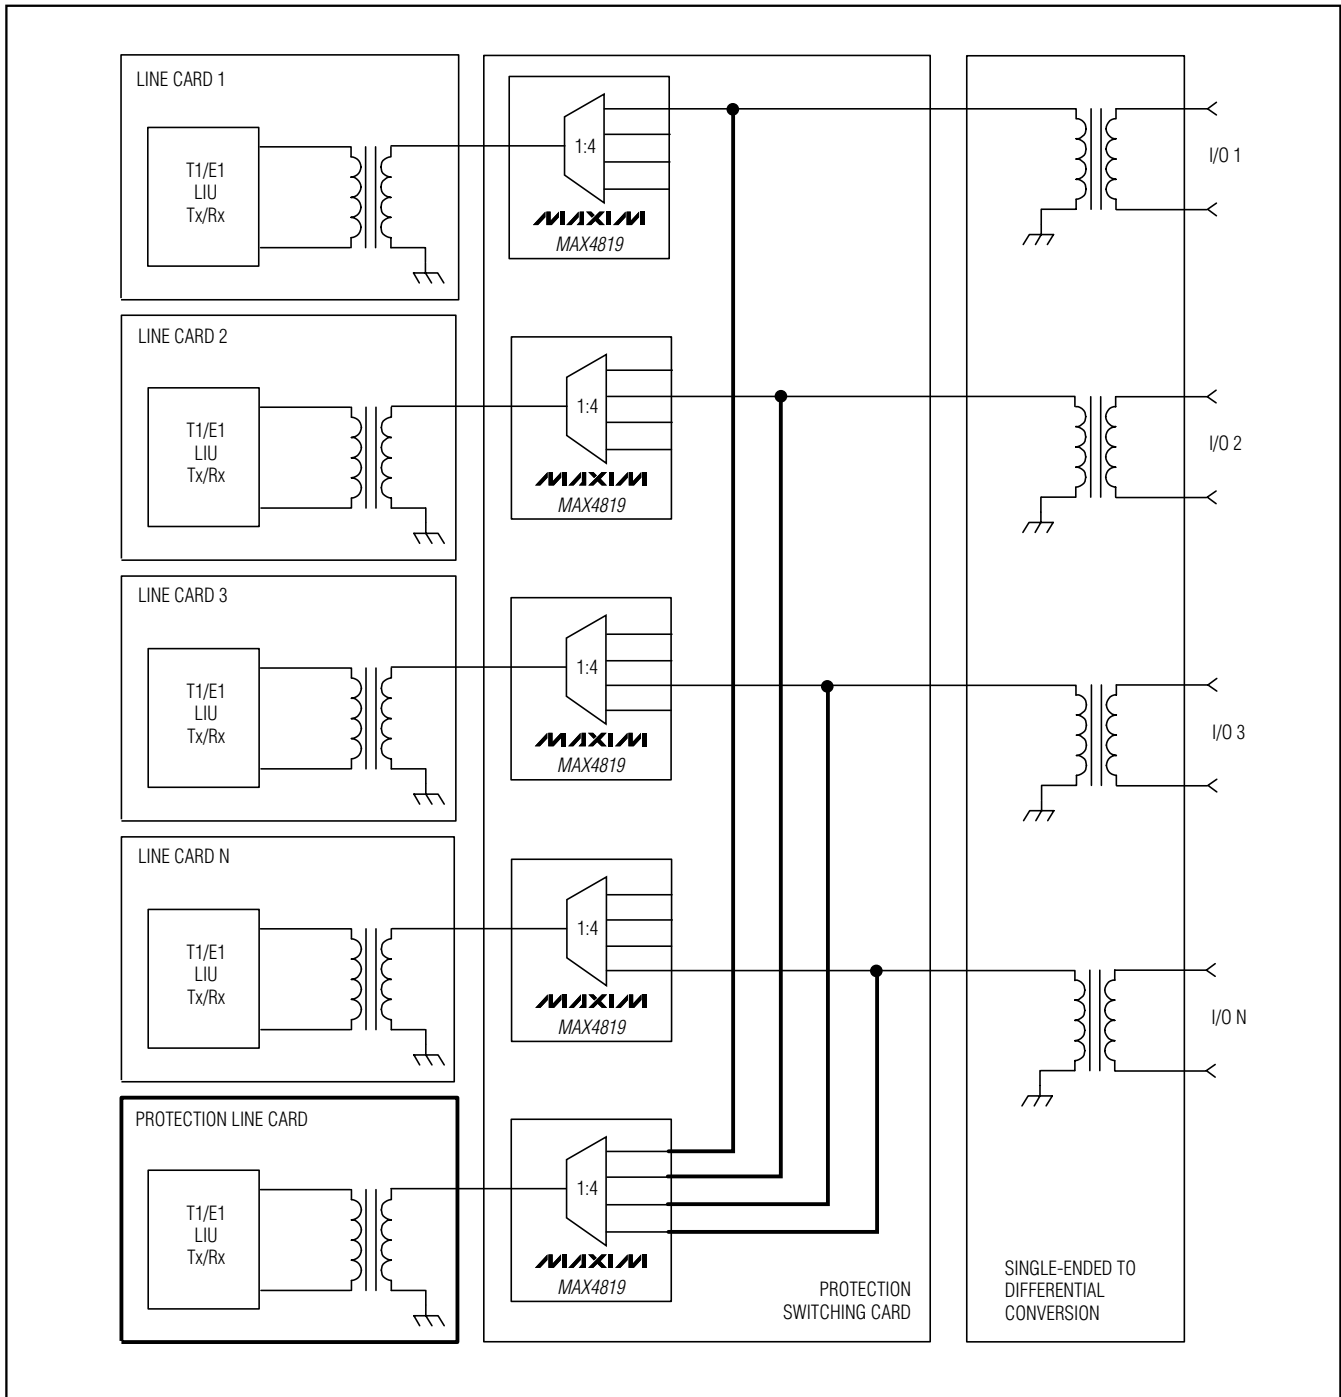 LINE CARD 1
T1/E1
LIU
Tx/Rx
1:4
MAXIM
MAX4819
I/O 1
LINE CARD 2
T1/E1
LIU
Tx/Rx
1:4
MAXIM
MAX4819
I/O 2
LINE CARD 3
T1/E1
LIU
Tx/Rx
1:4
MAXIM
MAX4819
I/O 3
LINE CARD N
T1/E1
LIU
Tx/Rx
1:4
MAXIM
MAX4819
I/O N
PROTECTION LINE CARD
T1/E1
LIU
Tx/Rx
1:4
MAXIM
MAX4819
PROTECTION
SWITCHING CARD
SINGLE-ENDED TO
DIFFERENTIAL
CONVERSION